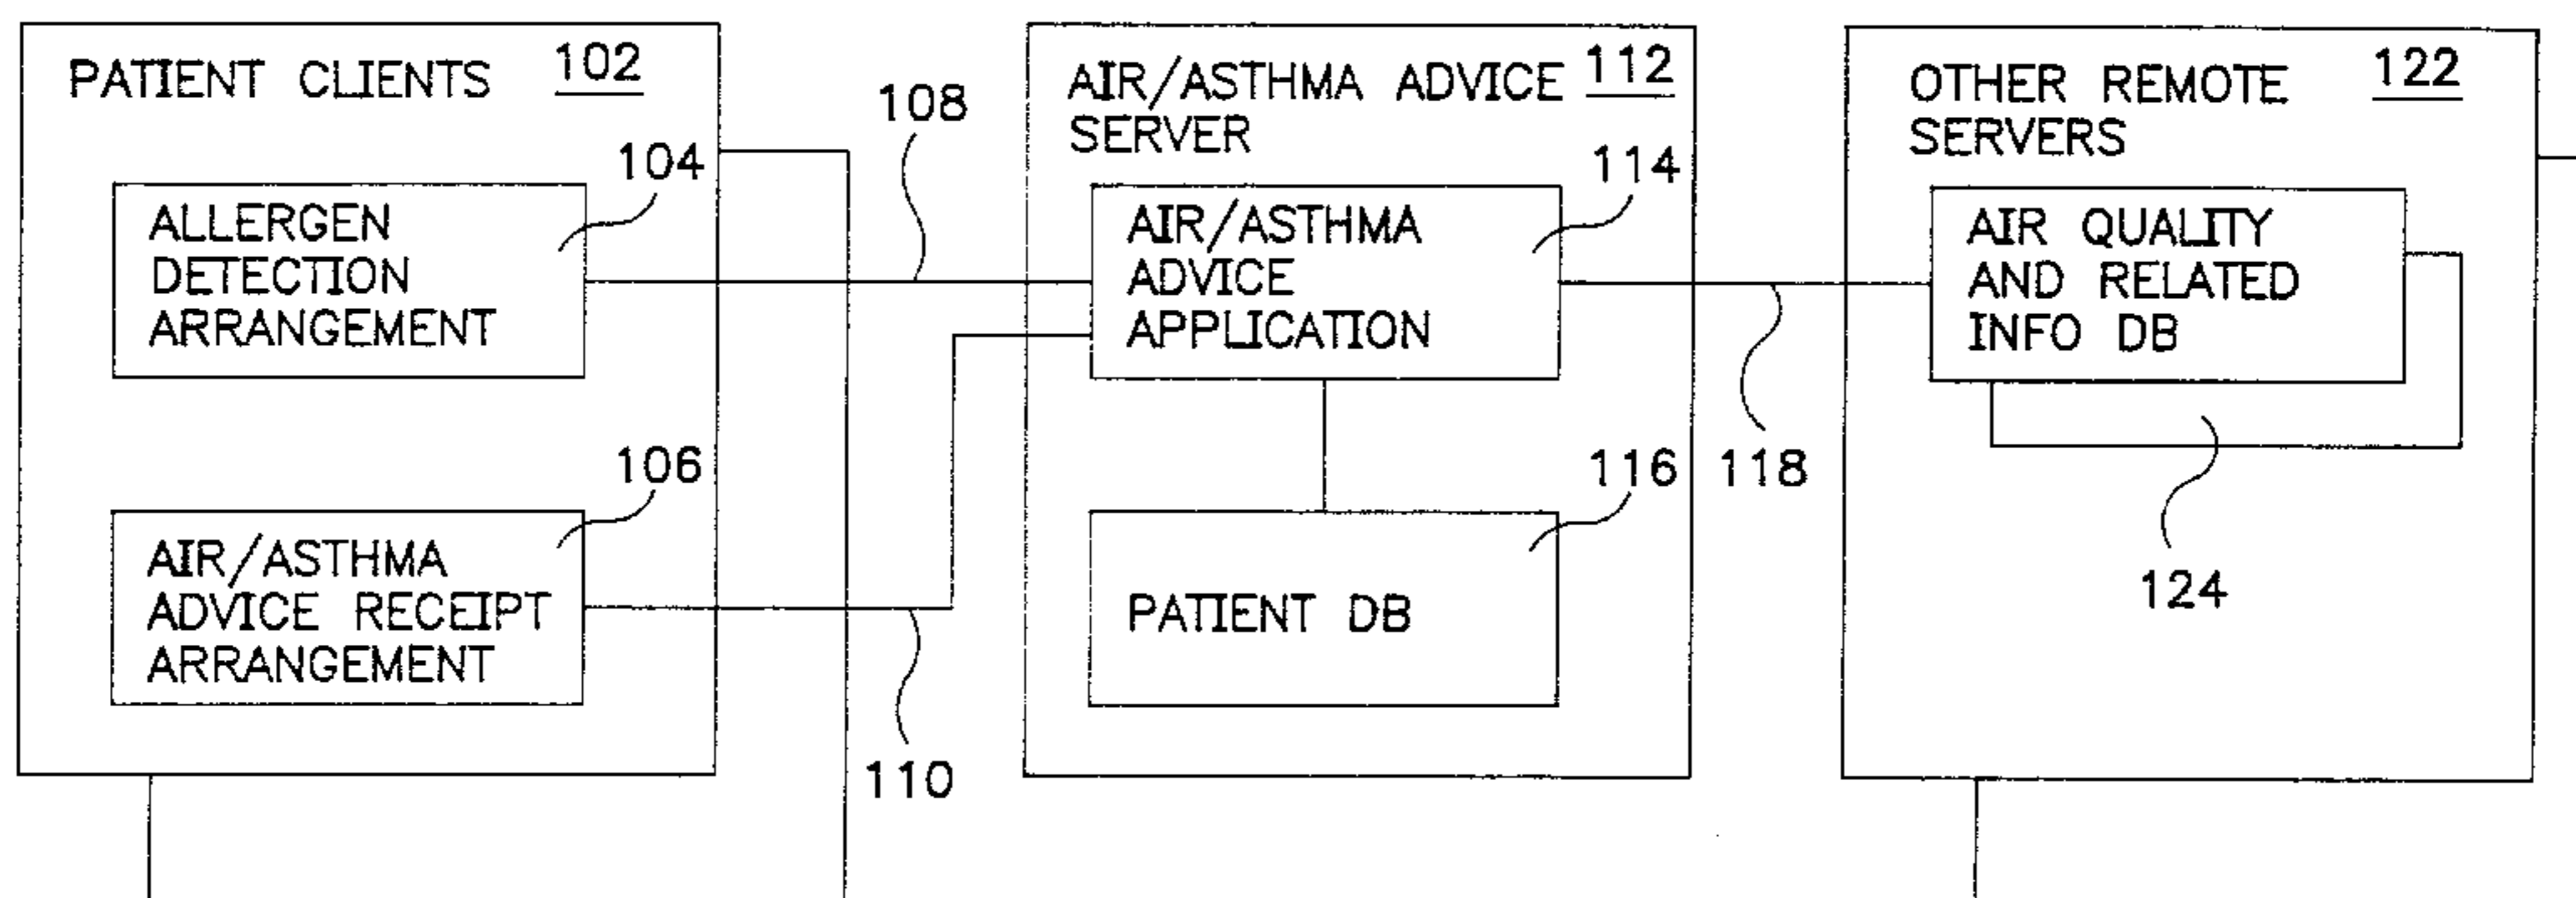 PATIENT CLIENTS 102
104
ALLERGEN
DETECTION
ARRANGEMENT
106
AIR/ASTHMA
ADVICE RECEIPT
ARRANGEMENT
108
110
AIR/ASTHMA ADVICE 112
SERVER
114
AIR/ASTHMA
ADVICE
APPLICATION
116
PATIENT DB
118
OTHER REMOTE 122
SERVERS
AIR QUALITY
AND RELATED
INFO DB
124